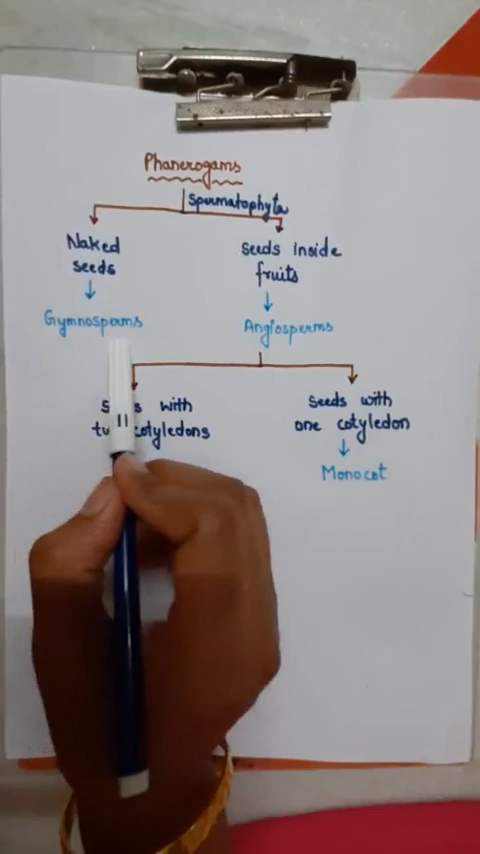 Phanerogams
Spermatophyta
Naked
seeds
Seeds inside
fruits
Gymnosperms
Angiosperms
with
cotyledons
Seeds with
one cotyledon
Monocot